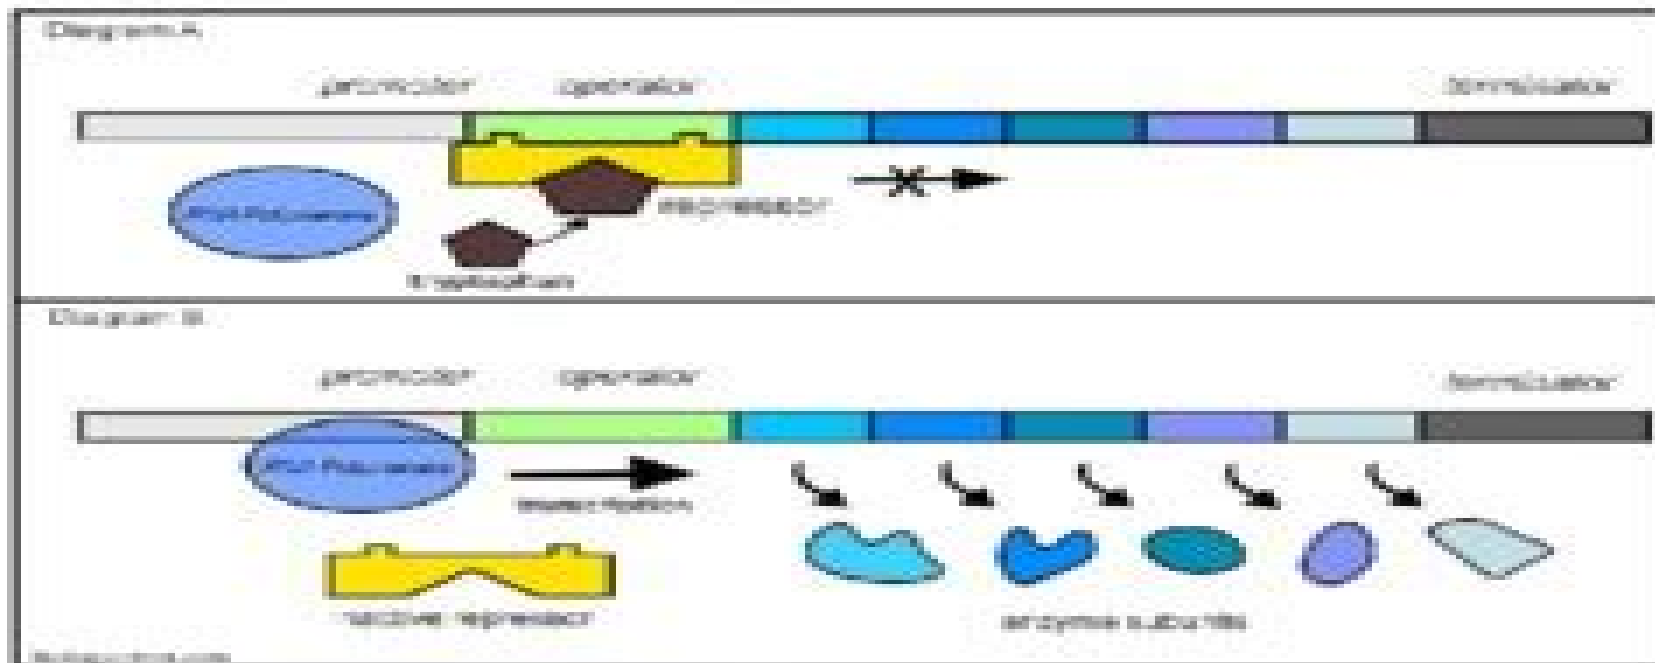 Diagram A
promoter operator terminator
RNA Polymerase
repressor
tryptophan
Diagram B
promoter operator terminator
RNA Polymerase
transcription
inactive repressor
enzyme subunits